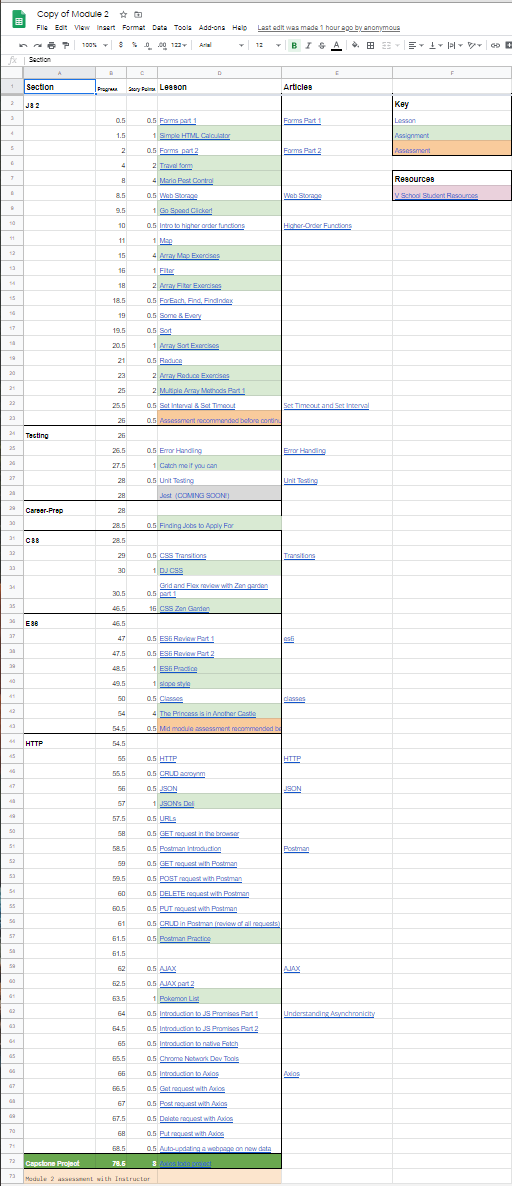 Copy of Module 2
File Edit View Insert Format Data Tools Add-ons Help Last edit was made 1 hour ago by anonymous
100% $ % .0 .00 123 Arial 12 B I S A
fx Section
A B C D E F
1 Section Progress Story Points Lesson Articles
2 JS 2 Key
3 0.5 0.5 Forms part 1 Forms Part 1 Lesson
4 1.5 1 Simple HTML Calculator Assignment
5 2 0.5 Forms part 2 Forms Part 2 Assessment
6 4 2 Travel form
7 8 4 Mario Pest Control Resources
8 8.5 0.5 Web Storage Web Storage V School Student Resources
9 9.5 1 Go Speed Clicker!
10 10 0.5 Intro to higher order functions Higher-Order Functions
11 11 1 Map
12 15 4 Array Map Exercises
13 16 1 Filter
14 18 2 Array Filter Exercises
15 18.5 0.5 ForEach, Find, FindIndex
16 19 0.5 Some & Every
17 19.5 0.5 Sort
18 20.5 1 Array Sort Exercises
19 21 0.5 Reduce
20 23 2 Array Reduce Exercises
21 25 2 Multiple Array Methods Part 1
22 25.5 0.5 Set Interval & Set Timeout Set Timeout and Set Interval
23 26 0.5 Assessment recommended before continu
24 Testing 26
25 26.5 0.5 Error Handling Error Handling
26 27.5 1 Catch me if you can
27 28 0.5 Unit Testing Unit Testing
28 28 Jest (COMING SOON!)
29 Career-Prep 28
30 28.5 0.5 Finding Jobs to Apply For
31 CSS 28.5
32 29 0.5 CSS Transitions Transitions
33 30 1 DJ CSS
34 30.5 0.5 Grid and Flex review with Zen garden
part 1
35 46.5 16 CSS Zen Garden
36 ES6 46.5
37 47 0.5 ES6 Review Part 1 es6
38 47.5 0.5 ES6 Review Part 2
39 48.5 1 ES6 Practice
40 49.5 1 slope style
41 50 0.5 Classes classes
42 54 4 The Princess is in Another Castle
43 54.5 0.5 Mid module assessment recommended be
44 HTTP 54.5
45 55 0.5 HTTP HTTP
46 55.5 0.5 CRUD acroynm
47 56 0.5 JSON JSON
48 57 1 JSON's Deli
49 57.5 0.5 URLs
50 58 0.5 GET request in the browser
51 58.5 0.5 Postman Introduction Postman
52 59 0.5 GET request with Postman
53 59.5 0.5 POST request with Postman
54 60 0.5 DELETE request with Postman
55 60.5 0.5 PUT request with Postman
56 61 0.5 CRUD in Postman (review of all requests)
57 61.5 0.5 Postman Practice
58 61.5
59 62 0.5 AJAX AJAX
60 62.5 0.5 AJAX part 2
61 63.5 1 Pokemon List
62 64 0.5 Introduction to JS Promises Part 1 Understanding Asynchronicity
63 64.5 0.5 Introduction to JS Promises Part 2
64 65 0.5 Introduction to native Fetch
65 65.5 0.5 Chrome Network Dev Tools
66 66 0.5 Introduction to Axios Axios
67 66.5 0.5 Get request with Axios
68 67 0.5 Post request with Axios
69 67.5 0.5 Delete request with Axios
70 68 0.5 Put request with Axios
71 68.5 0.5 Auto-updating a webpage on new data
72 Capstone Project 76.5 8
73 Module 2 assessment with Instructor